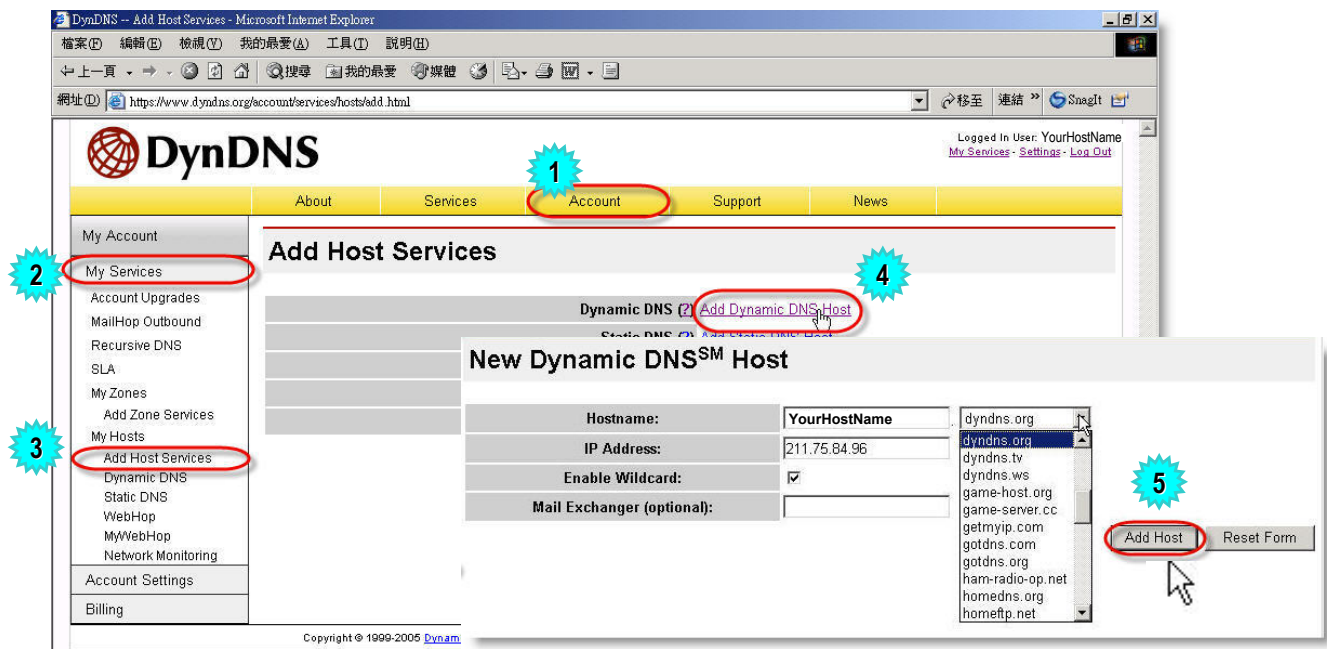 DynDNS -- Add Host Services - Microsoft Internet Explorer
檔案(F) 編輯(E) 檢視(V) 我的最愛(A) 工具(T) 說明(H)
上一頁 搜尋 我的最愛 媒體
網址(D) https://www.dyndns.org/account/services/hosts/add.html 移至 連結 » SnagIt
DynDNS
Logged In User: YourHostName
My Services - Settings - Log Out
1
About Services Account Support News
My Account
2
My Services
Account Upgrades
MailHop Outbound
Recursive DNS
SLA
My Zones
Add Zone Services
My Hosts
3
Add Host Services
Dynamic DNS
Static DNS
WebHop
MyWebHop
Network Monitoring
Account Settings
Billing
Add Host Services
4
Dynamic DNS (?) Add Dynamic DNS Host
Static DNS (?) Add Static DNS Host
New Dynamic DNS℠ Host
Hostname: YourHostName . dyndns.org
IP Address: 211.75.84.96
Enable Wildcard:
Mail Exchanger (optional):
dyndns.org
dyndns.tv
dyndns.ws
game-host.org
game-server.cc
getmyip.com
gotdns.com
gotdns.org
ham-radio-op.net
homedns.org
homeftp.net
5
Add Host Reset Form
Copyright © 1999-2005 Dynam